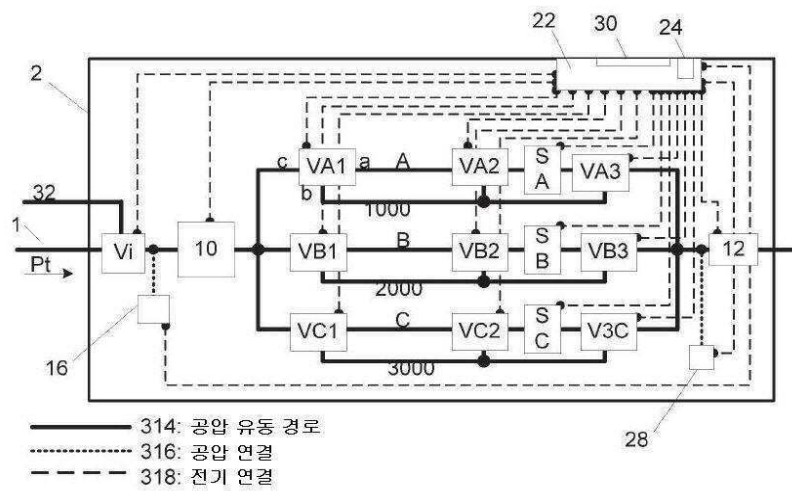 22 30 24
2
c VA1 a A VA2 S A VA3
b
1000
32
1
Pt
Vi 10 VB1 B VB2 S B VB3 12
2000
VC1 C VC2 S C V3C
3000
16
28
314: 공압 유동 경로
316: 공압 연결
318: 전기 연결